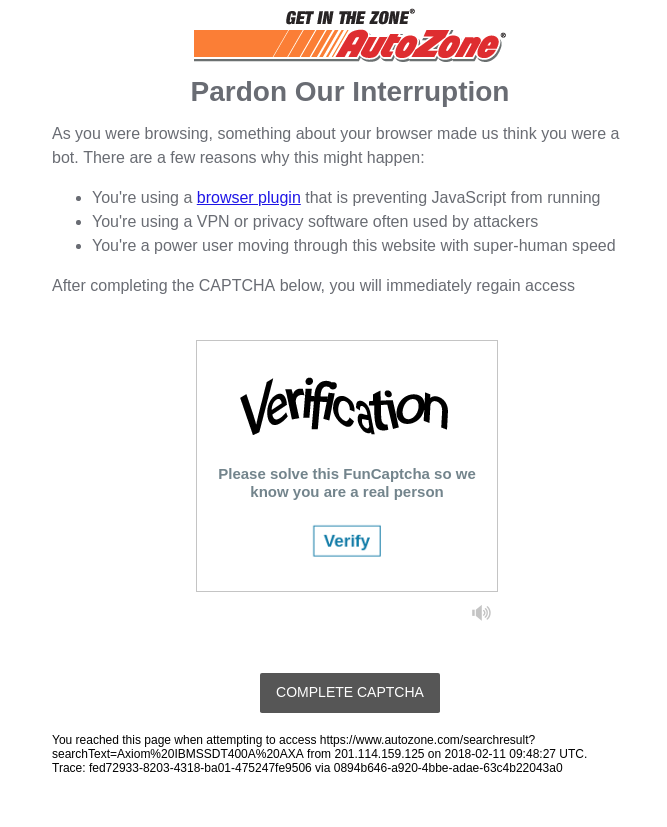 GET IN THE ZONE®
AutoZone®
Pardon Our Interruption
As you were browsing, something about your browser made us think you were a
bot. There are a few reasons why this might happen:
• You're using a browser plugin that is preventing JavaScript from running
• You're using a VPN or privacy software often used by attackers
• You're a power user moving through this website with super-human speed
After completing the CAPTCHA below, you will immediately regain access
Verification
Please solve this FunCaptcha so we
know you are a real person
Verify
COMPLETE CAPTCHA
You reached this page when attempting to access https://www.autozone.com/searchresult?
searchText=Axiom%20IBMSSDT400A%20AXA from 201.114.159.125 on 2018-02-11 09:48:27 UTC.
Trace: fed72933-8203-4318-ba01-475247fe9506 via 0894b646-a920-4bbe-adae-63c4b22043a0